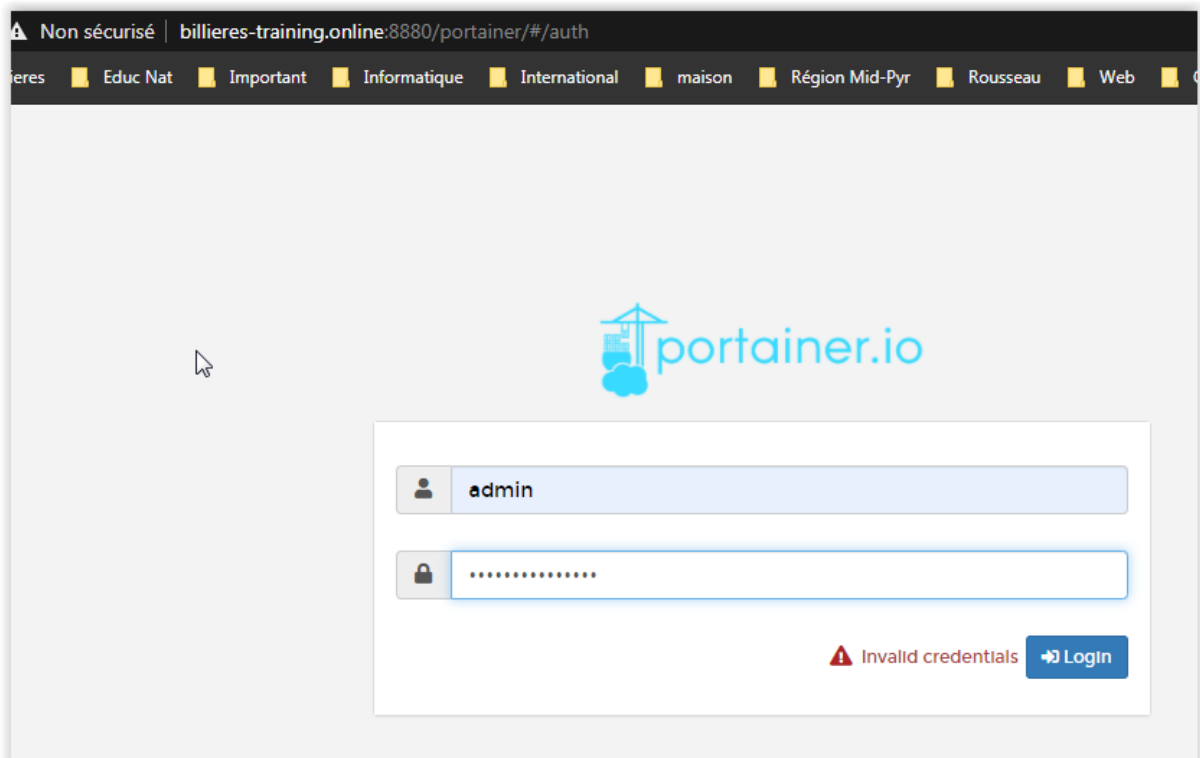 Non sécurisé billieres-training.online:8880/portainer/#/auth
ieres Educ Nat Important Informatique International maison Région Mid-Pyr Rousseau Web
portainer.io
admin
•••••••••••••••
Invalid credentials Login